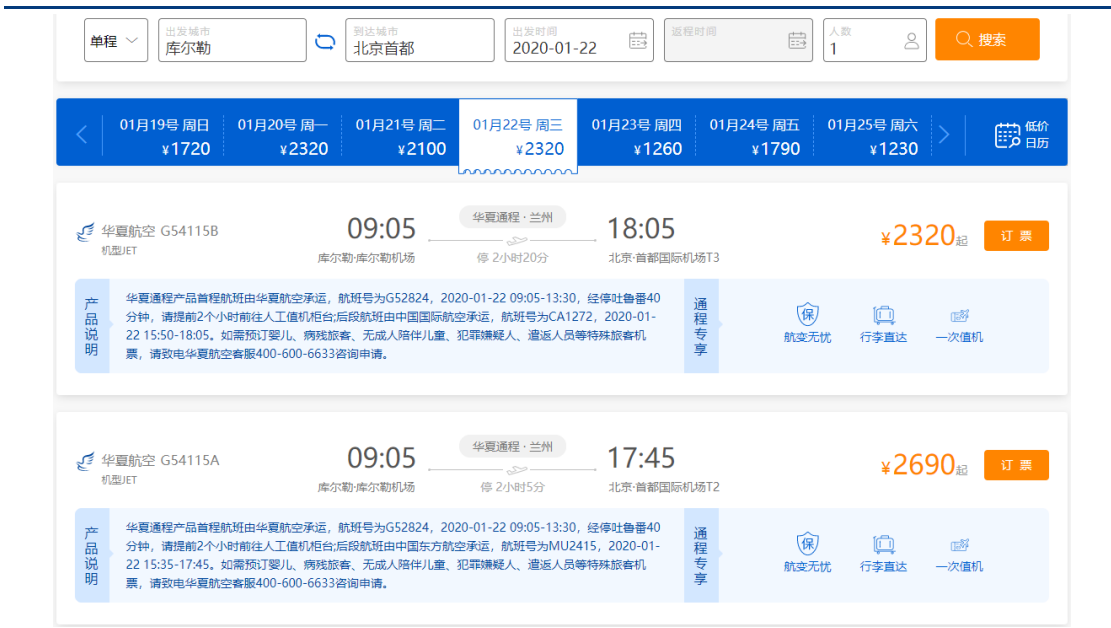 单程
出发城市
库尔勒
到达城市
北京首都
出发时间
2020-01-22
返程时间
人数
1
搜索
01月19号 周日
¥1720
01月20号 周一
¥2320
01月21号 周二
¥2100
01月22号 周三
¥2320
01月23号 周四
¥1260
01月24号 周五
¥1790
01月25号 周六
¥1230
低价
日历
华夏航空 G54115B
机型JET
09:05
库尔勒·库尔勒机场
华夏通程 · 兰州
停 2小时20分
18:05
北京·首都国际机场T3
¥2320起
订 票
产品说明
华夏通程产品首程航班由华夏航空承运，航班号为G52824，2020-01-22 09:05-13:30，经停吐鲁番40
分钟，请提前2个小时前往人工值机柜台;后段航班由中国国际航空承运，航班号为CA1272，2020-01-
22 15:50-18:05。如需预订婴儿、病残旅客、无成人陪伴儿童、犯罪嫌疑人、遣返人员等特殊旅客机
票，请致电华夏航空客服400-600-6633咨询申请。
通程专享
保
航变无忧
行李直达
一次值机
华夏航空 G54115A
机型JET
09:05
库尔勒·库尔勒机场
华夏通程 · 兰州
停 2小时5分
17:45
北京·首都国际机场T2
¥2690起
订 票
产品说明
华夏通程产品首程航班由华夏航空承运，航班号为G52824，2020-01-22 09:05-13:30，经停吐鲁番40
分钟，请提前2个小时前往人工值机柜台;后段航班由中国东方航空承运，航班号为MU2415，2020-01-
22 15:35-17:45。如需预订婴儿、病残旅客、无成人陪伴儿童、犯罪嫌疑人、遣返人员等特殊旅客机
票，请致电华夏航空客服400-600-6633咨询申请。
通程专享
保
航变无忧
行李直达
一次值机